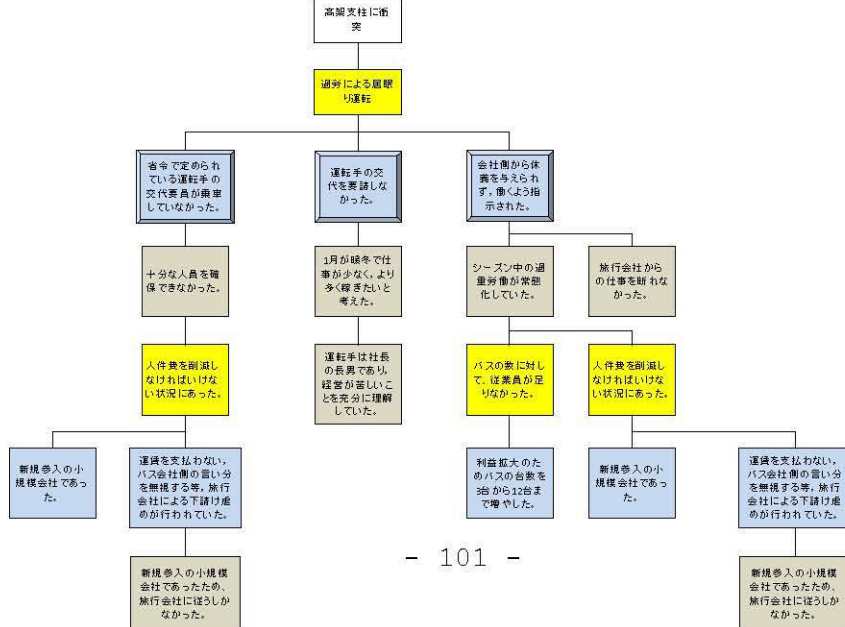 高架支柱に衝
突
過労による居眠
り運転
省令で定められ
ている運転手の
交代要員が乗車
していなかった。
運転手の交
代を要請しな
かった。
会社側から休
養を与えられ
ず，働くよう指
示された。
十分な人員を確
保できなかった。
1月が暖冬で仕
事が少なく，より
多く稼ぎたいと
考えた。
シーズン中の過
重労働が常態
化していた。
旅行会社から
の仕事を断れな
かった。
人件費を削減し
なければいけな
い状況にあった。
運転手は社長
の長男であり，
経営が苦しいこ
とを充分に理解
していた。
バスの数に対し
て、従業員が足
りなかった。
人件費を削減し
なければいけな
い状況にあった。
新規参入の小
規模会社であっ
た。
運賃を支払わない，
バス会社側の言い分
を無視する等，旅行
会社による下請け虐
めが行われていた。
利益拡大のた
めバスの台数を
3台から12台ま
で増やした。
新規参入の小
規模会社であっ
た。
運賃を支払わない，
バス会社側の言い分
を無視する等，旅行
会社による下請け虐
めが行われていた。
新規参入の小規模
会社であったため、
旅行会社に従うしか
なかった。
新規参入の小規模
会社であったため、
旅行会社に従うしか
なかった。
- 101 -